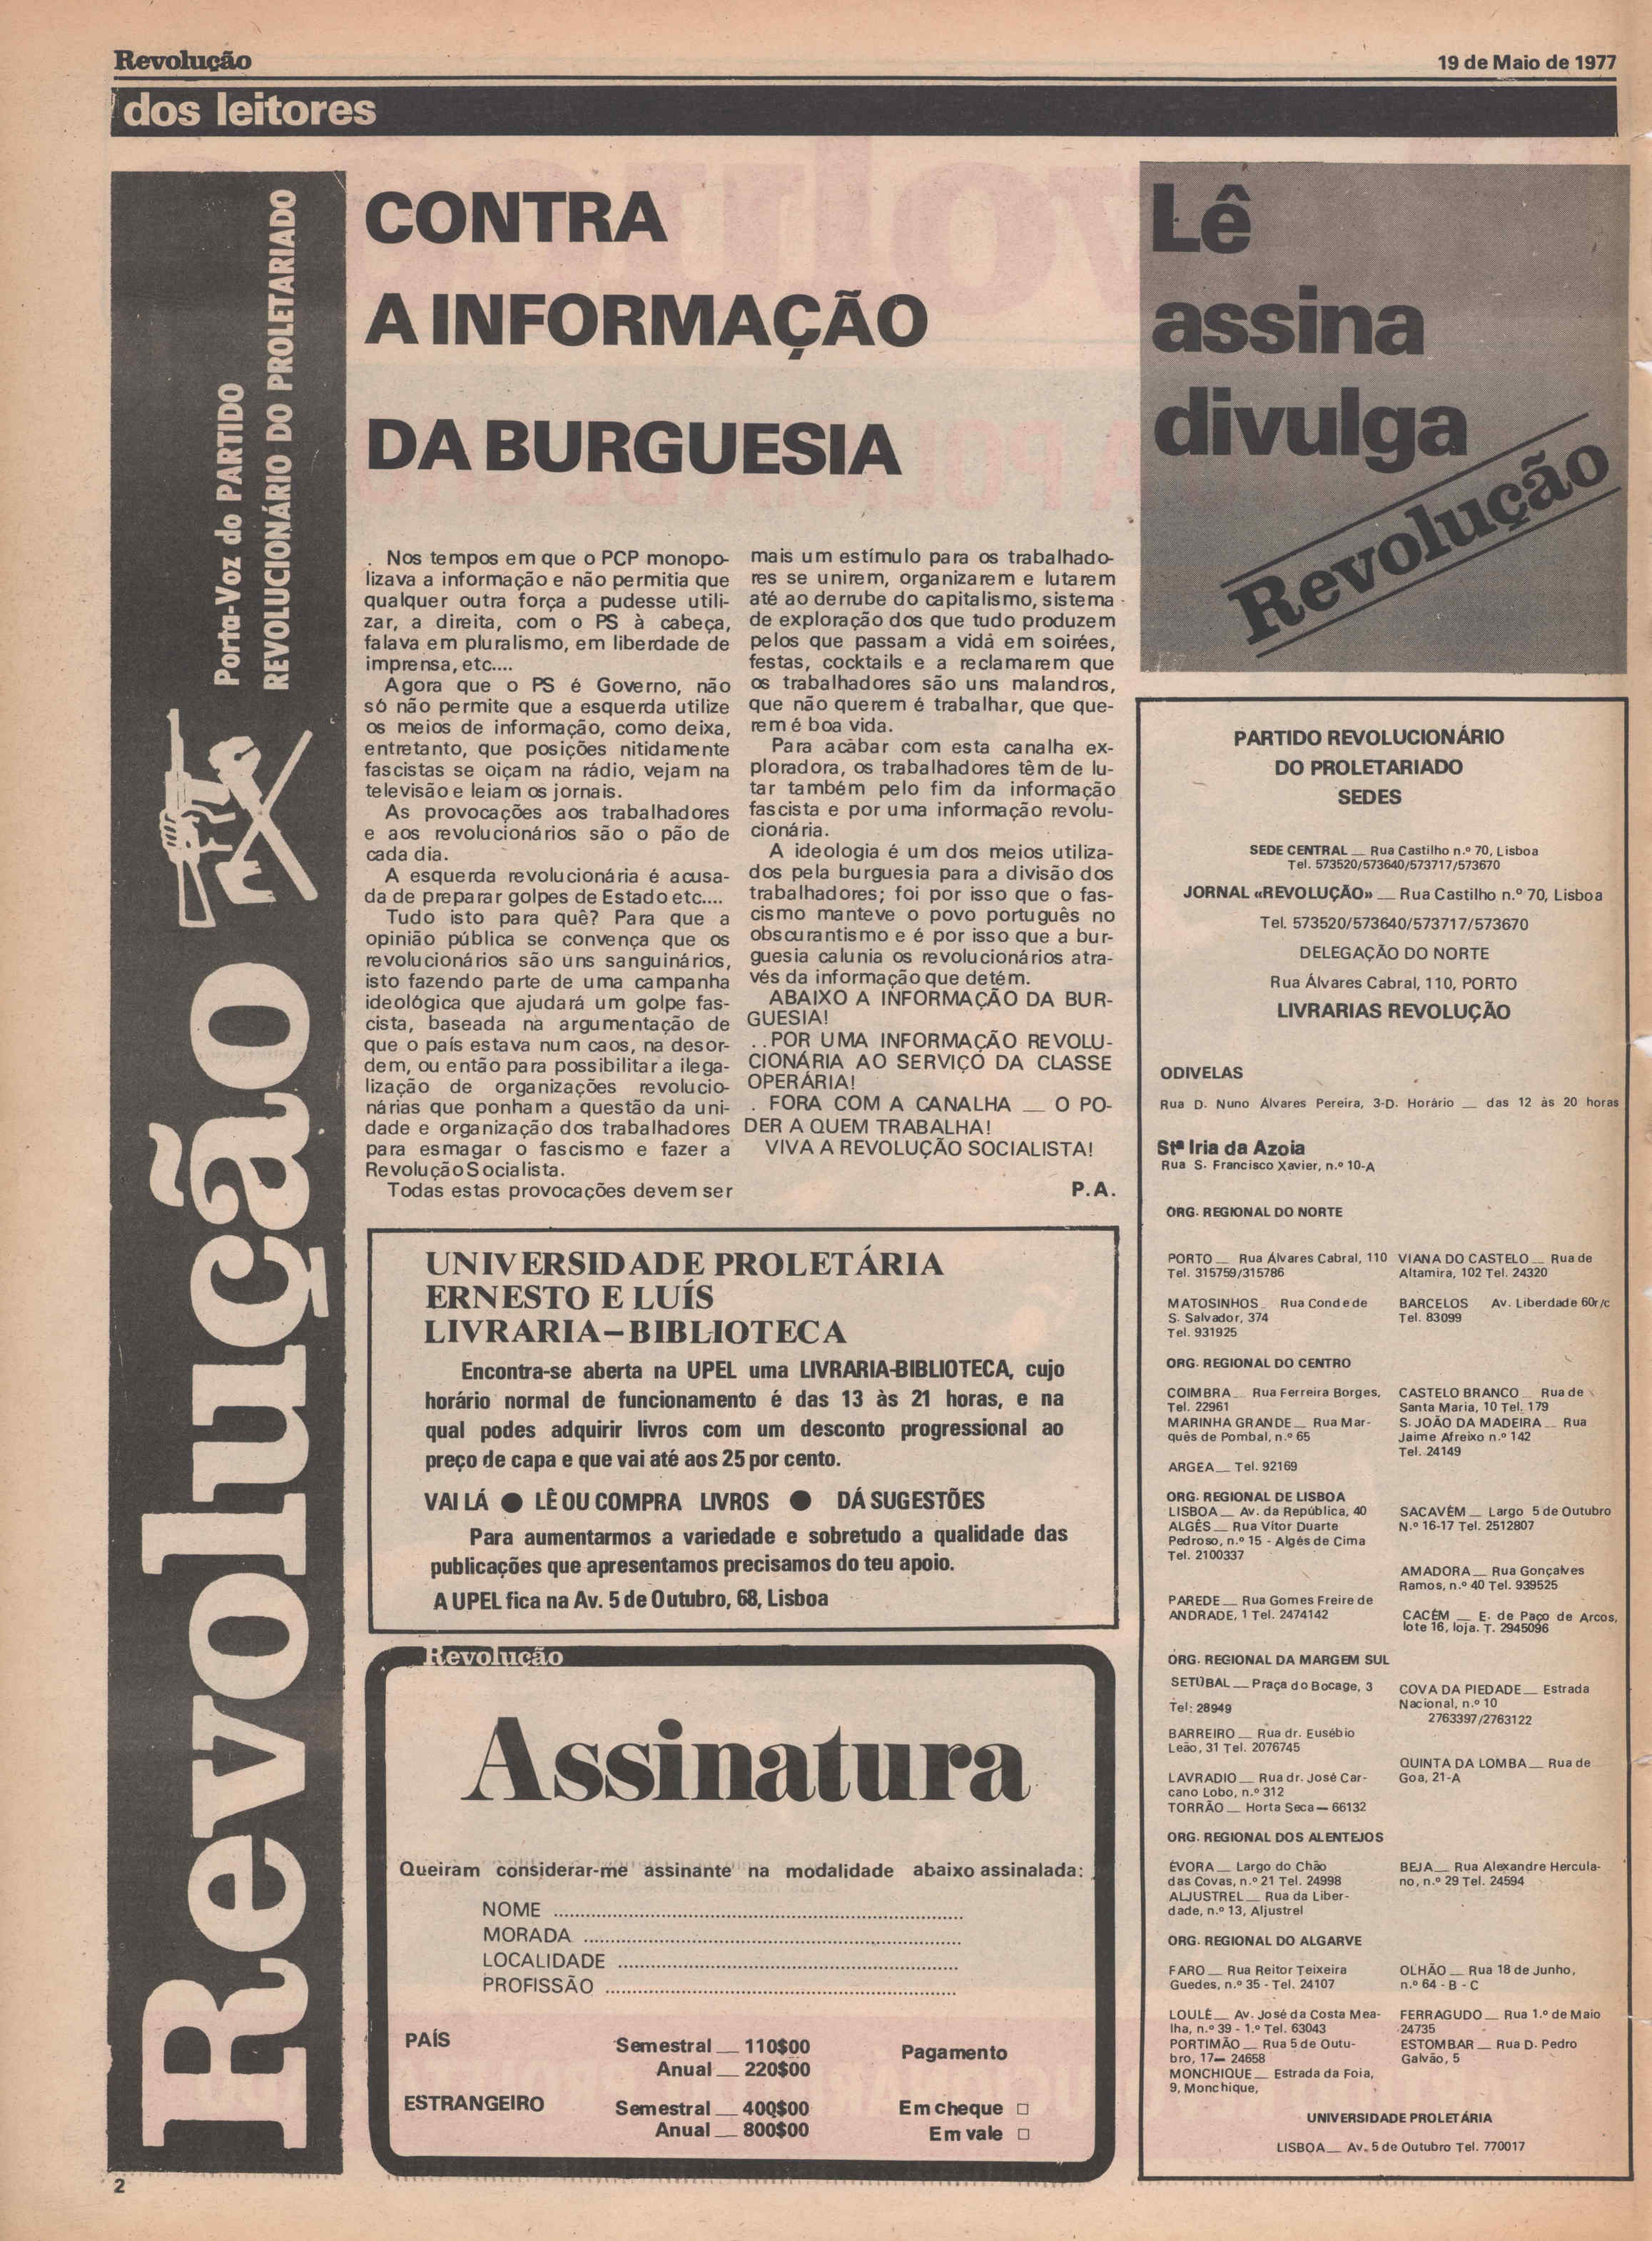 Revolução
19 de Maio de 1977
dos leitores
Revolução
Porta-Voz do PARTIDO
REVOLUCIONÁRIO DO PROLETARIADO
CONTRA
A INFORMAÇÃO
DA BURGUESIA
. Nos tempos em que o PCP monopo-
lizava a informação e não permitia que
qualquer outra força a pudesse utili-
zar, a direita, com o PS à cabeça,
falava em pluralismo, em liberdade de
imprensa, etc....
Agora que o PS é Governo, não
só não permite que a esquerda utilize
os meios de informação, como deixa,
entretanto, que posições nitidamente
fascistas se oiçam na rádio, vejam na
televisão e leiam os jornais.
As provocações aos trabalhadores
e aos revolucionários são o pão de
cada dia.
A esquerda revolucionária é acusa-
da de preparar golpes de Estado etc....
Tudo isto para quê? Para que a
opinião pública se convença que os
revolucionários são uns sanguinários,
isto fazendo parte de uma campanha
ideológica que ajudará um golpe fas-
cista, baseada na argumentação de
que o país estava num caos, na desor-
dem, ou então para possibilitar a ilega-
lização de organizações revolucio-
nárias que ponham a questão da uni-
dade e organização dos trabalhadores
para esmagar o fascismo e fazer a
Revolução Socialista.
Todas estas provocações devem ser
mais um estímulo para os trabalhado-
res se unirem, organizarem e lutarem
até ao derrube do capitalismo, sistema
de exploração dos que tudo produzem
pelos que passam a vida em soirées,
festas, cocktails e a reclamarem que
os trabalhadores são uns malandros,
que não querem é trabalhar, que que-
rem é boa vida.
Para acabar com esta canalha ex-
ploradora, os trabalhadores têm de lu-
tar também pelo fim da informação
fascista e por uma informação revolu-
cionária.
A ideologia é um dos meios utiliza-
dos pela burguesia para a divisão dos
trabalhadores; foi por isso que o fas-
cismo manteve o povo português no
obscurantismo e é por isso que a bur-
guesia calunia os revolucionários atra-
vés da informação que detém.
ABAIXO A INFORMAÇÃO DA BUR-
GUESIA!
. . POR UMA INFORMAÇÃO REVOLU-
CIONÁRIA AO SERVIÇO DA CLASSE
OPERÁRIA!
. FORA COM A CANALHA __ O PO-
DER A QUEM TRABALHA!
VIVA A REVOLUÇÃO SOCIALISTA!
P.A.
UNIVERSIDADE PROLETÁRIA
ERNESTO E LUÍS
LIVRARIA–BIBLIOTECA
Encontra-se aberta na UPEL uma LIVRARIA-BIBLIOTECA, cujo
horário normal de funcionamento é das 13 às 21 horas, e na
qual podes adquirir livros com um desconto progressional ao
preço de capa e que vai até aos 25 por cento.
VAI LÁ ● LÊ OU COMPRA LIVROS ● DÁ SUGESTÕES
Para aumentarmos a variedade e sobretudo a qualidade das
publicações que apresentamos precisamos do teu apoio.
A UPEL fica na Av. 5 de Outubro, 68, Lisboa
Revolução
Assinatura
Queiram considerar-me assinante na modalidade abaixo assinalada:
NOME
MORADA
LOCALIDADE
PROFISSÃO
PAÍS
Semestral __ 110$00
Anual __ 220$00
Pagamento
ESTRANGEIRO
Semestral __ 400$00
Anual __ 800$00
Em cheque □
Em vale □
Lê
assina
divulga
Revolução
PARTIDO REVOLUCIONÁRIO
DO PROLETARIADO
SEDES
SEDE CENTRAL __ Rua Castilho n.º 70, Lisboa
Tel. 573520/573640/573717/573670
JORNAL «REVOLUÇÃO» __ Rua Castilho n.º 70, Lisboa
Tel. 573520/573640/573717/573670
DELEGAÇÃO DO NORTE
Rua Álvares Cabral, 110, PORTO
LIVRARIAS REVOLUÇÃO
ODIVELAS
Rua D. Nuno Álvares Pereira, 3-D. Horário __ das 12 às 20 horas
Stª Iria da Azoia
Rua S. Francisco Xavier, n.º 10-A
ORG. REGIONAL DO NORTE
PORTO __ Rua Álvares Cabral, 110
Tel. 315759/315786
MATOSINHOS_ Rua Conde de
S. Salvador, 374
Tel. 931925
VIANA DO CASTELO __ Rua de
Altamira, 102 Tel. 24320
BARCELOS Av. Liberdade 60r/c
Tel. 83099
ORG. REGIONAL DO CENTRO
COIMBRA__ Rua Ferreira Borges,
Tel. 22961
MARINHA GRANDE __ Rua Mar-
quês de Pombal, n.º 65
ARGEA__ Tel. 92169
CASTELO BRANCO __ Rua de
Santa Maria, 10 Tel. 179
S. JOÃO DA MADEIRA __ Rua
Jaime Afreixo n.º 142
Tel. 24149
ORG. REGIONAL DE LISBOA
LISBOA __ Av. da República, 40
ALGÉS __ Rua Vitor Duarte
Pedroso, n.º 15 - Algés de Cima
Tel. 2100337
PAREDE __ Rua Gomes Freire de
ANDRADE, 1 Tel. 2474142
SACAVÉM __ Largo 5 de Outubro
N.º 16-17 Tel. 2512807
AMADORA __ Rua Gonçalves
Ramos, n.º 40 Tel. 939525
CACÉM __ E. de Paço de Arcos,
lote 16, loja. T. 2945096
ORG. REGIONAL DA MARGEM SUL
SETÚBAL __ Praça do Bocage, 3
Tel: 28949
BARREIRO __ Rua dr. Eusébio
Leão, 31 Tel. 2076745
LAVRADIO __ Rua dr. José Car-
cano Lobo, n.º 312
TORRÃO __ Horta Seca — 66132
COVA DA PIEDADE __ Estrada
Nacional, n.º 10
2763397/2763122
QUINTA DA LOMBA __ Rua de
Goa, 21-A
ORG. REGIONAL DOS ALENTEJOS
ÉVORA __ Largo do Chão
das Covas, n.º 21 Tel. 24998
ALJUSTREL __ Rua da Liber-
dade, n.º 13, Aljustrel
BEJA __ Rua Alexandre Hercula-
no, n.º 29 Tel. 24594
ORG. REGIONAL DO ALGARVE
FARO __ Rua Reitor Teixeira
Guedes, n.º 35 - Tel. 24107
LOULÉ __ Av. José da Costa Mea-
lha, n.º 39 - 1.º Tel. 63043
PORTIMÃO __ Rua 5 de Outu-
bro, 17— 24658
MONCHIQUE __ Estrada da Foia,
9, Monchique,
OLHÃO __ Rua 18 de Junho,
n.º 64 - B - C
FERRAGUDO __ Rua 1.º de Maio
24735
ESTOMBAR __ Rua D. Pedro
Galvão, 5
UNIVERSIDADE PROLETÁRIA
LISBOA __ Av. 5 de Outubro Tel. 770017
2